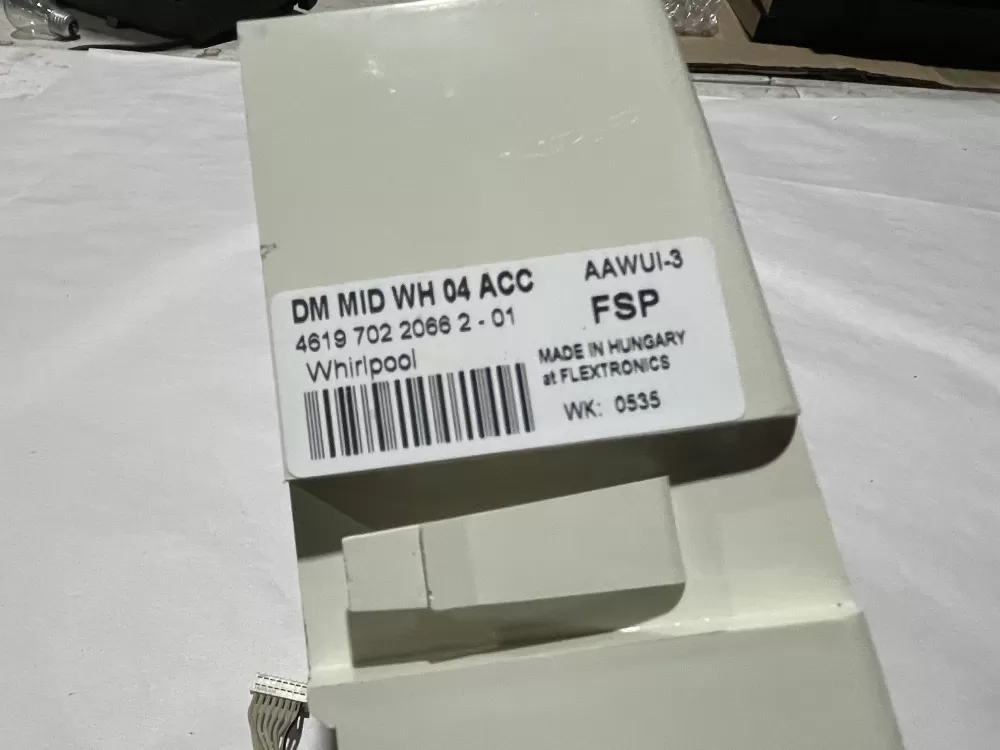 DM MID WH 04 ACC
4619 702 2066 2 - 01
Whirlpool
AAWUI-3
FSP
MADE IN HUNGARY
at FLEXTRONICS
WK: 0535